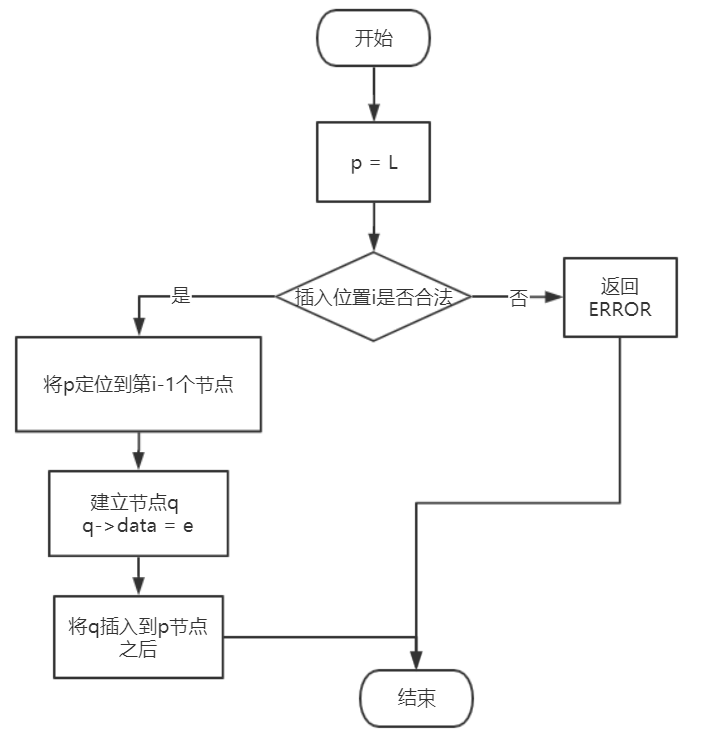 开始
p = L
插入位置i是否合法
是
否
返回
ERROR
将p定位到第i-1个节点
建立节点q
q->data = e
将q插入到p节点
之后
结束